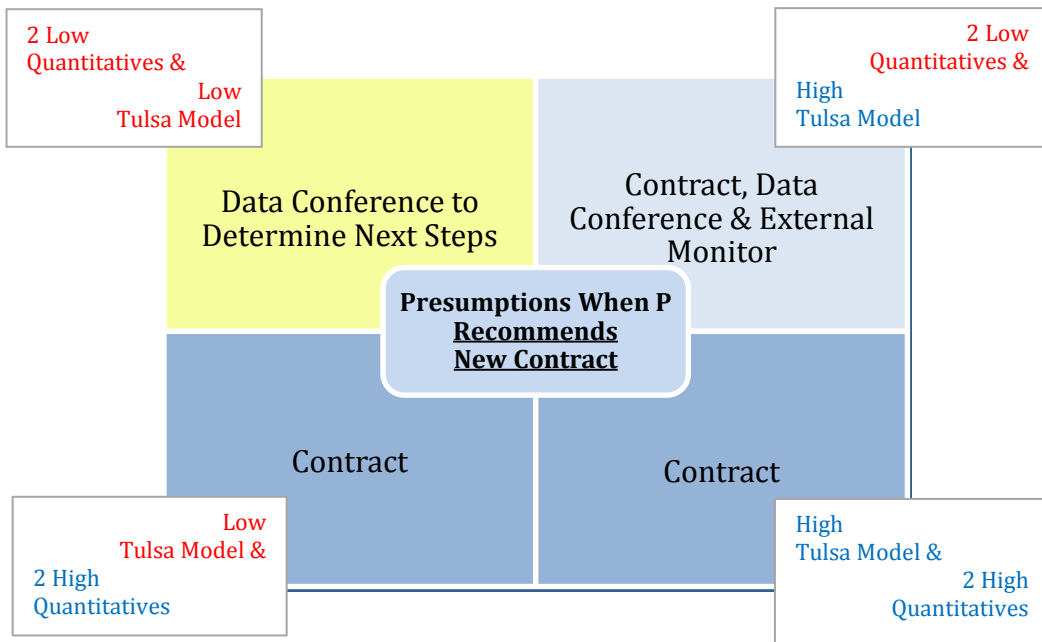 2 Low
Quantitatives &
Low
Tulsa Model
2 Low
Quantitatives &
High
Tulsa Model
Data Conference to
Determine Next Steps
Contract, Data
Conference & External
Monitor
Presumptions When P
Recommends
New Contract
Contract
Contract
Low
Tulsa Model &
2 High
Quantitatives
High
Tulsa Model &
2 High
Quantitatives